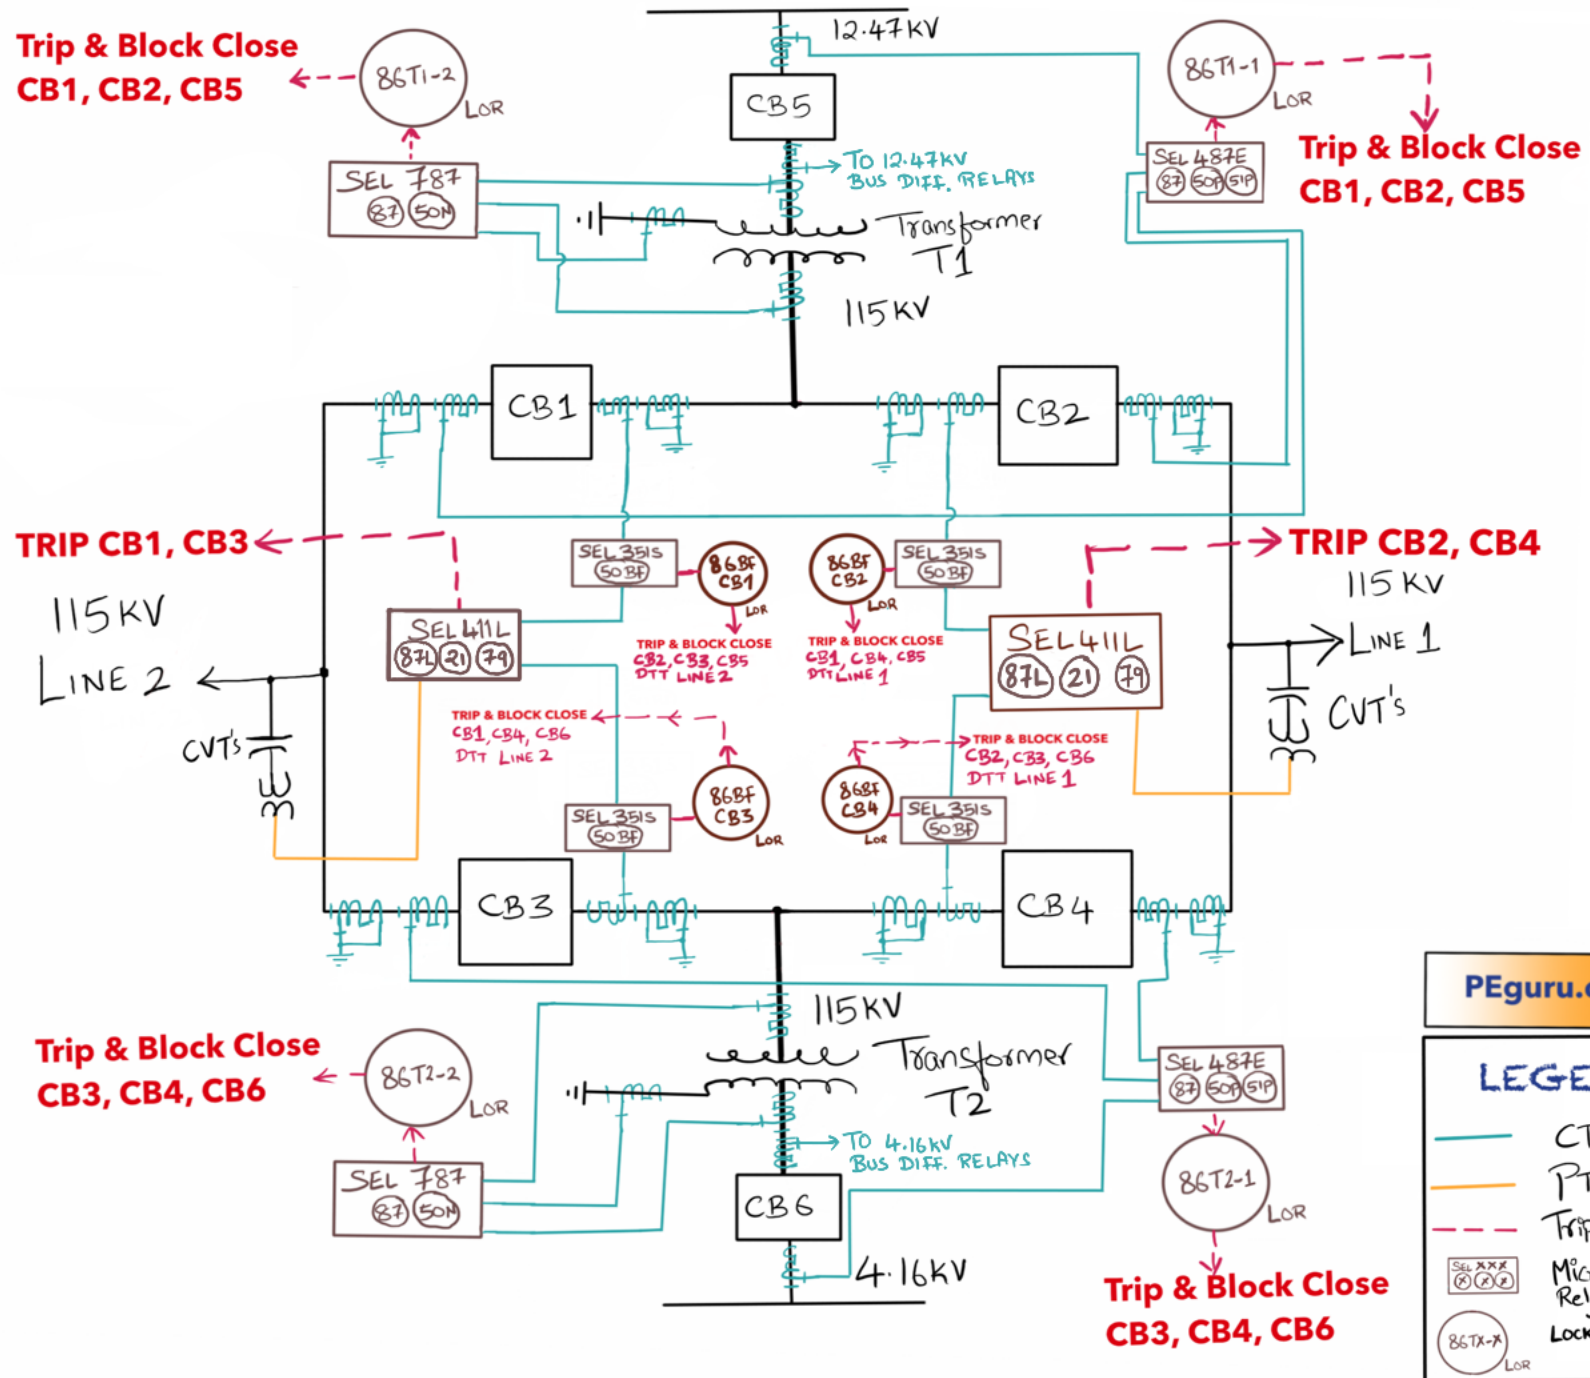 Trip & Block Close
CB1, CB2, CB5
86T1-2
LOR
12.47KV
CB5
86T1-1
LOR
Trip & Block Close
CB1, CB2, CB5
SEL 787
87 50N
TO 12.47KV
BUS DIFF. RELAYS
SEL 487E
87 50P 51P
Transformer
T1
115KV
CB1
CB2
TRIP CB1, CB3
TRIP CB2, CB4
SEL 351S
50BF
86BF
CB1
LOR
TRIP & BLOCK CLOSE
CB2, CB3, CB5
DTT LINE 2
86BF
CB2
LOR
SEL 351S
50BF
TRIP & BLOCK CLOSE
CB1, CB4, CB5
DTT LINE 1
115KV
LINE 2
SEL 411L
87L 21 79
SEL 411L
87L 21 79
115KV
LINE 1
CVT's
CVT's
TRIP & BLOCK CLOSE
CB1, CB4, CB6
DTT LINE 2
TRIP & BLOCK CLOSE
CB2, CB3, CB6
DTT LINE 1
SEL 351S
50BF
86BF
CB3
LOR
86BF
CB4
LOR
SEL 351S
50BF
CB3
CB4
115KV
Transformer
T2
Trip & Block Close
CB3, CB4, CB6
86T2-2
LOR
SEL 787
87 50N
TO 4.16KV
BUS DIFF. RELAYS
CB6
4.16KV
SEL 487E
87 50P 51P
86T2-1
LOR
Trip & Block Close
CB3, CB4, CB6
PEguru.
LEGE
CT
PT
Trip
SEL XXX
X X X
Mic
Rel
86TX-X
LOR
Lock